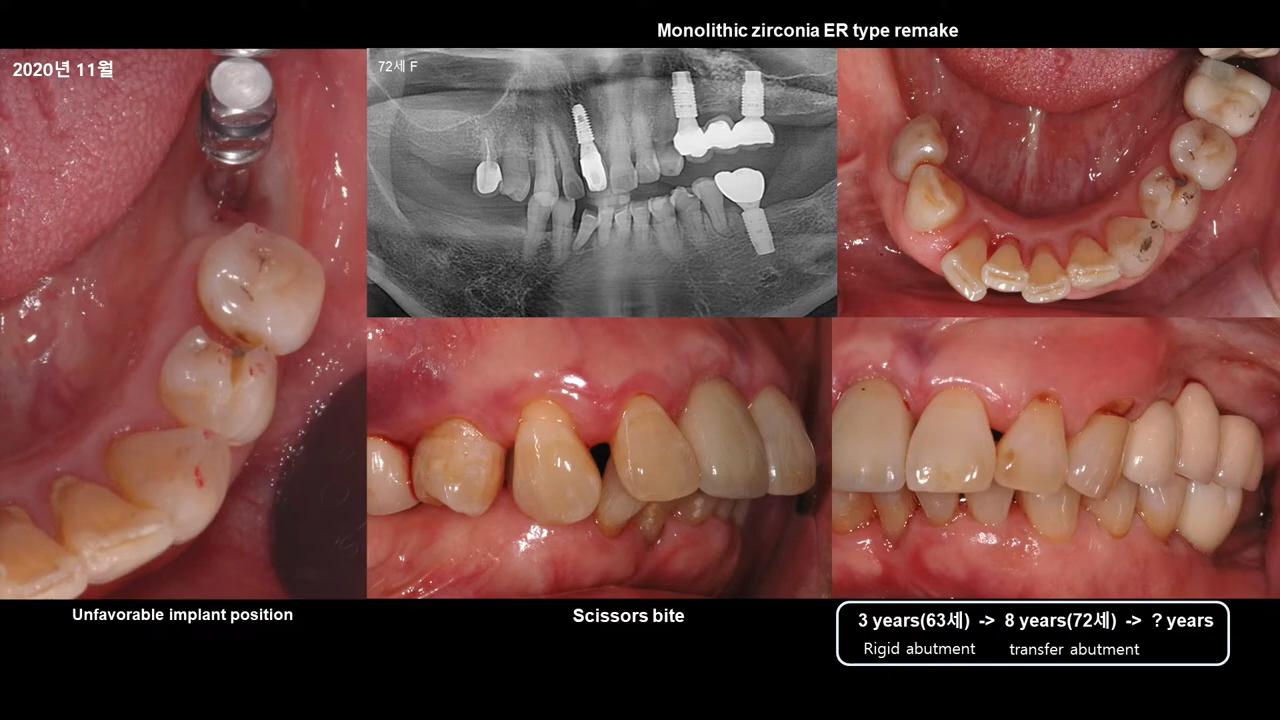 Monolithic zirconia ER type remake
2020년 11월
72세 F
Unfavorable implant position
Scissors bite
3 years(63세) -> 8 years(72세) -> ? years
Rigid abutment transfer abutment